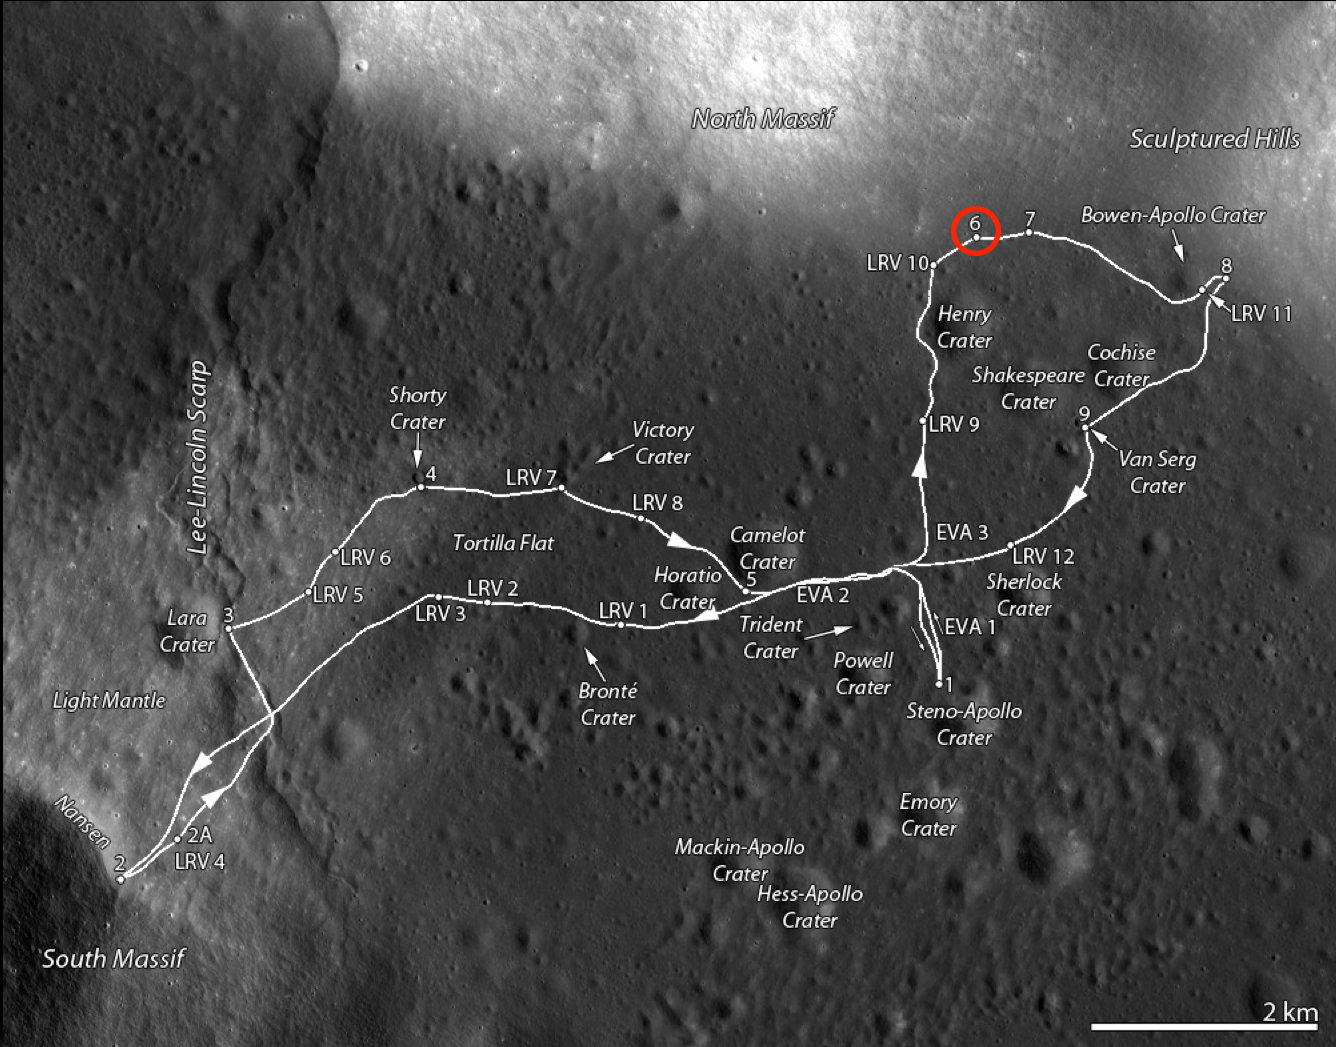 North Massif
Sculptured Hills
6
7
Bowen-Apollo Crater
LRV 10
8
LRV 11
Henry
Crater
Cochise
Crater
Shakespeare
Crater
Lee-Lincoln Scarp
Shorty
Crater
9
LRV 9
Victory
Crater
Van Serg
Crater
4
LRV 7
LRV 8
EVA 3
Camelot
Crater
Tortilla Flat
LRV 6
LRV 12
Horatio
Crater
5
Sherlock
Crater
LRV 5
LRV 2
EVA 2
LRV 3
LRV 1
Lara
Crater
3
Trident
Crater
EVA 1
Powell
Crater
1
Light Mantle
Bronté
Crater
Steno-Apollo
Crater
Nansen
Emory
Crater
2A
LRV 4
2
Mackin-Apollo
Crater
Hess-Apollo
Crater
South Massif
2 km